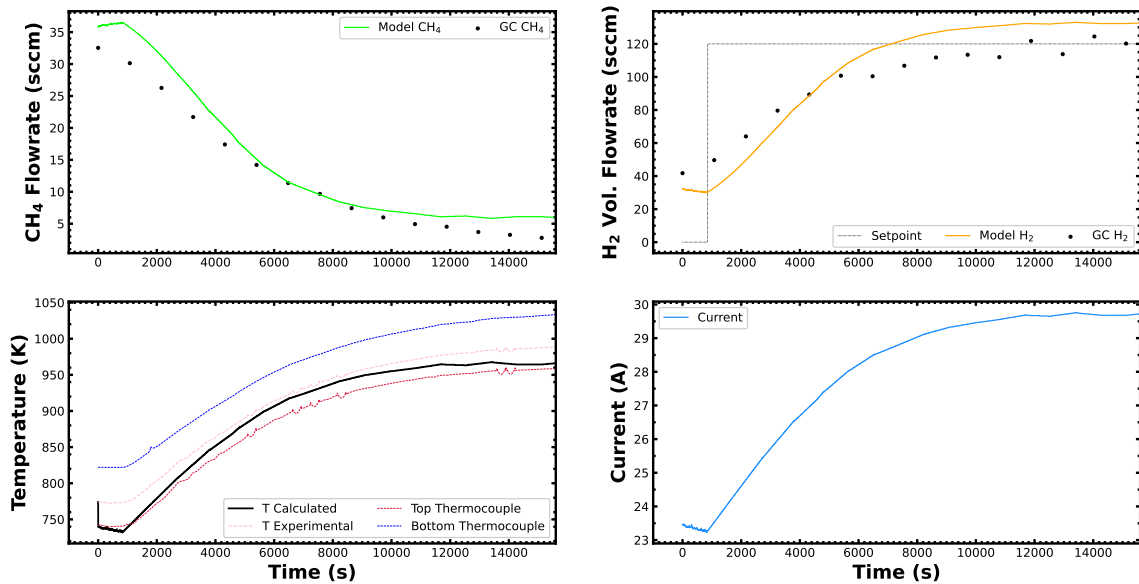 CH₄ Flowrate (sccm)
35
30
25
20
15
10
5
0 2000 4000 6000 8000 10000 12000 14000
Model CH₄ GC CH₄
H₂ Vol. Flowrate (sccm)
140
120
100
80
60
40
20
0
0 2000 4000 6000 8000 10000 12000 14000
Setpoint Model H₂ GC H₂
Temperature (K)
1050
1000
950
900
850
800
750
0 2000 4000 6000 8000 10000 12000 14000
Time (s)
T Calculated Top Thermocouple
T Experimental Bottom Thermocouple
Current (A)
30
29
28
27
26
25
24
23
0 2000 4000 6000 8000 10000 12000 14000
Time (s)
Current